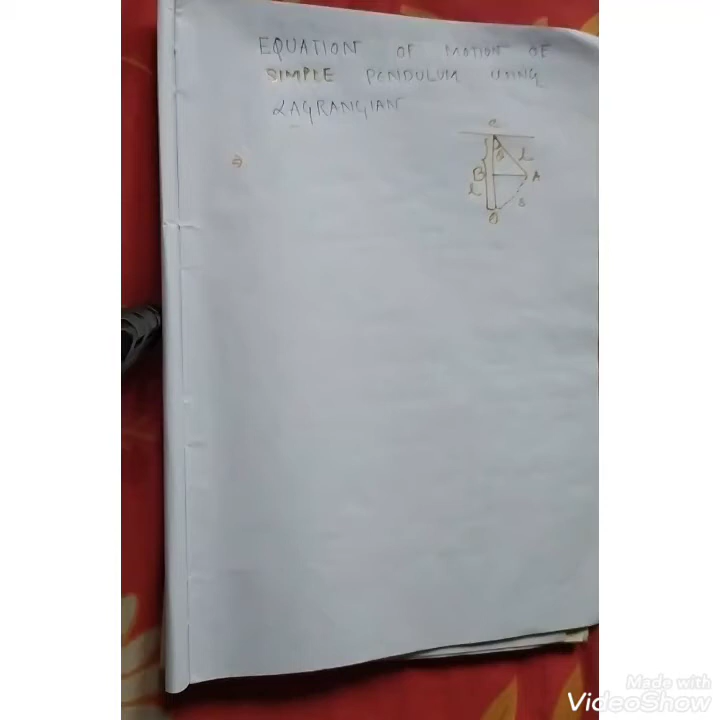 EQUATION OF MOTION OF
SIMPLE PENDULUM USING
LAGRANGIAN
⇒
C
θ
l
B
A
l
s
O
Made with
VideoShow